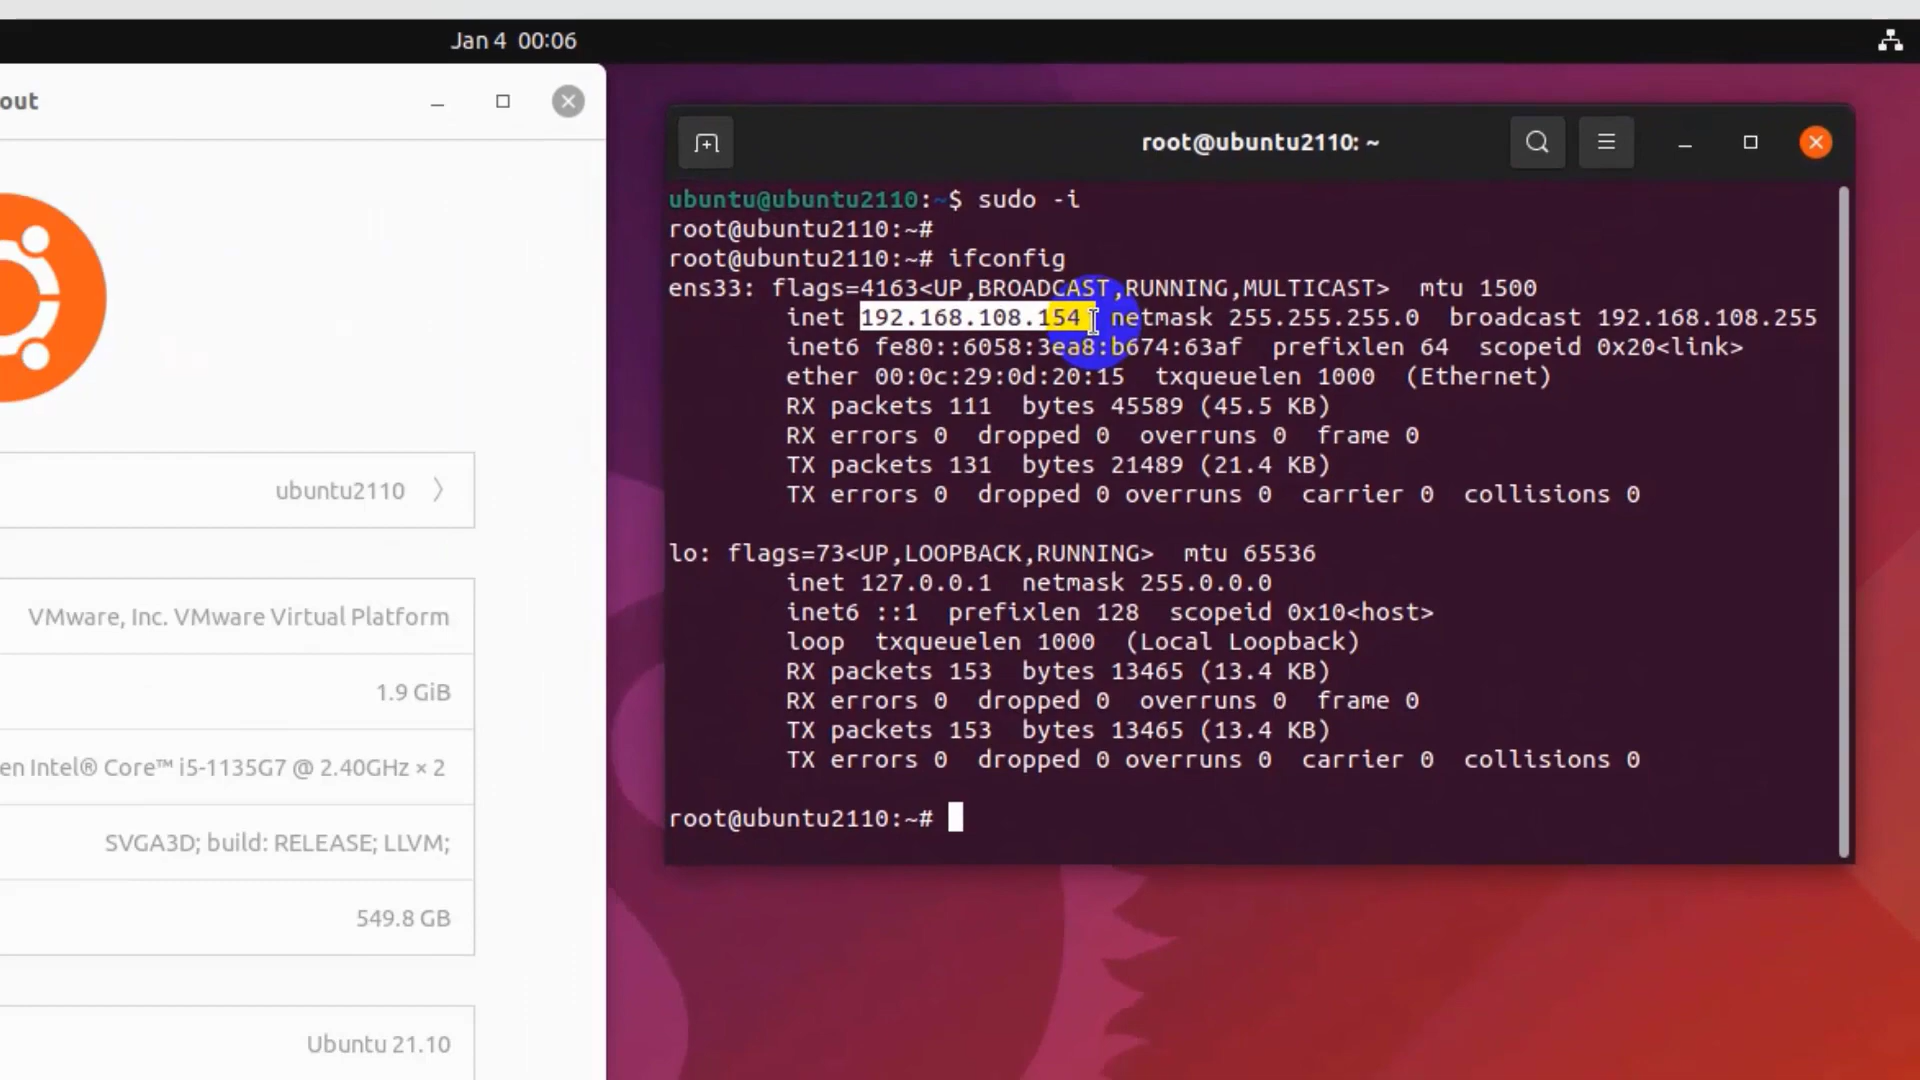 Jan 4 00:06
out
ubuntu2110
VMware, Inc. VMware Virtual Platform
1.9 GiB
en Intel® Core™ i5-1135G7 @ 2.40GHz × 2
SVGA3D; build: RELEASE; LLVM;
549.8 GB
Ubuntu 21.10
root@ubuntu2110: ~
ubuntu@ubuntu2110:~$ sudo -i
root@ubuntu2110:~#
root@ubuntu2110:~# ifconfig
ens33: flags=4163<UP,BROADCAST,RUNNING,MULTICAST>  mtu 1500
inet 192.168.108.154  netmask 255.255.255.0  broadcast 192.168.108.255
inet6 fe80::6058:3ea8:b674:63af  prefixlen 64  scopeid 0x20<link>
ether 00:0c:29:0d:20:15  txqueuelen 1000  (Ethernet)
RX packets 111  bytes 45589 (45.5 KB)
RX errors 0  dropped 0  overruns 0  frame 0
TX packets 131  bytes 21489 (21.4 KB)
TX errors 0  dropped 0 overruns 0  carrier 0  collisions 0
lo: flags=73<UP,LOOPBACK,RUNNING>  mtu 65536
inet 127.0.0.1  netmask 255.0.0.0
inet6 ::1  prefixlen 128  scopeid 0x10<host>
loop  txqueuelen 1000  (Local Loopback)
RX packets 153  bytes 13465 (13.4 KB)
RX errors 0  dropped 0  overruns 0  frame 0
TX packets 153  bytes 13465 (13.4 KB)
TX errors 0  dropped 0 overruns 0  carrier 0  collisions 0
root@ubuntu2110:~#